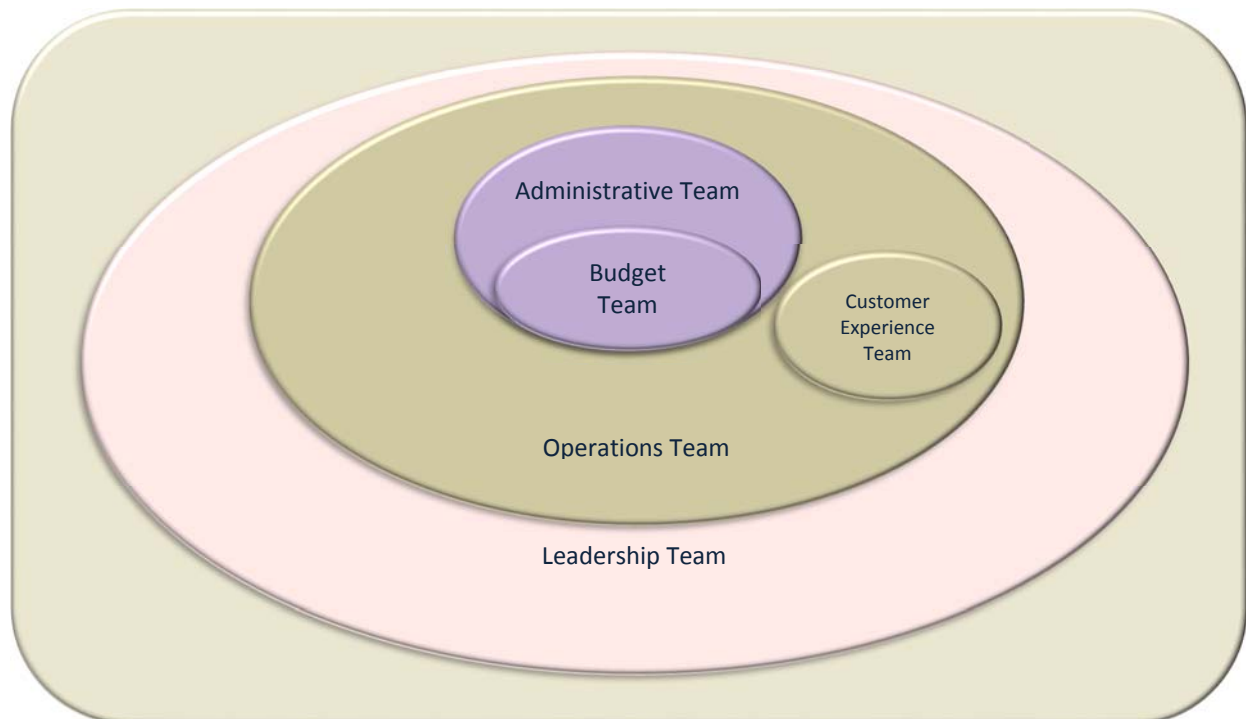 Administrative Team
Budget
Team
Customer
Experience
Team
Operations Team
Leadership Team